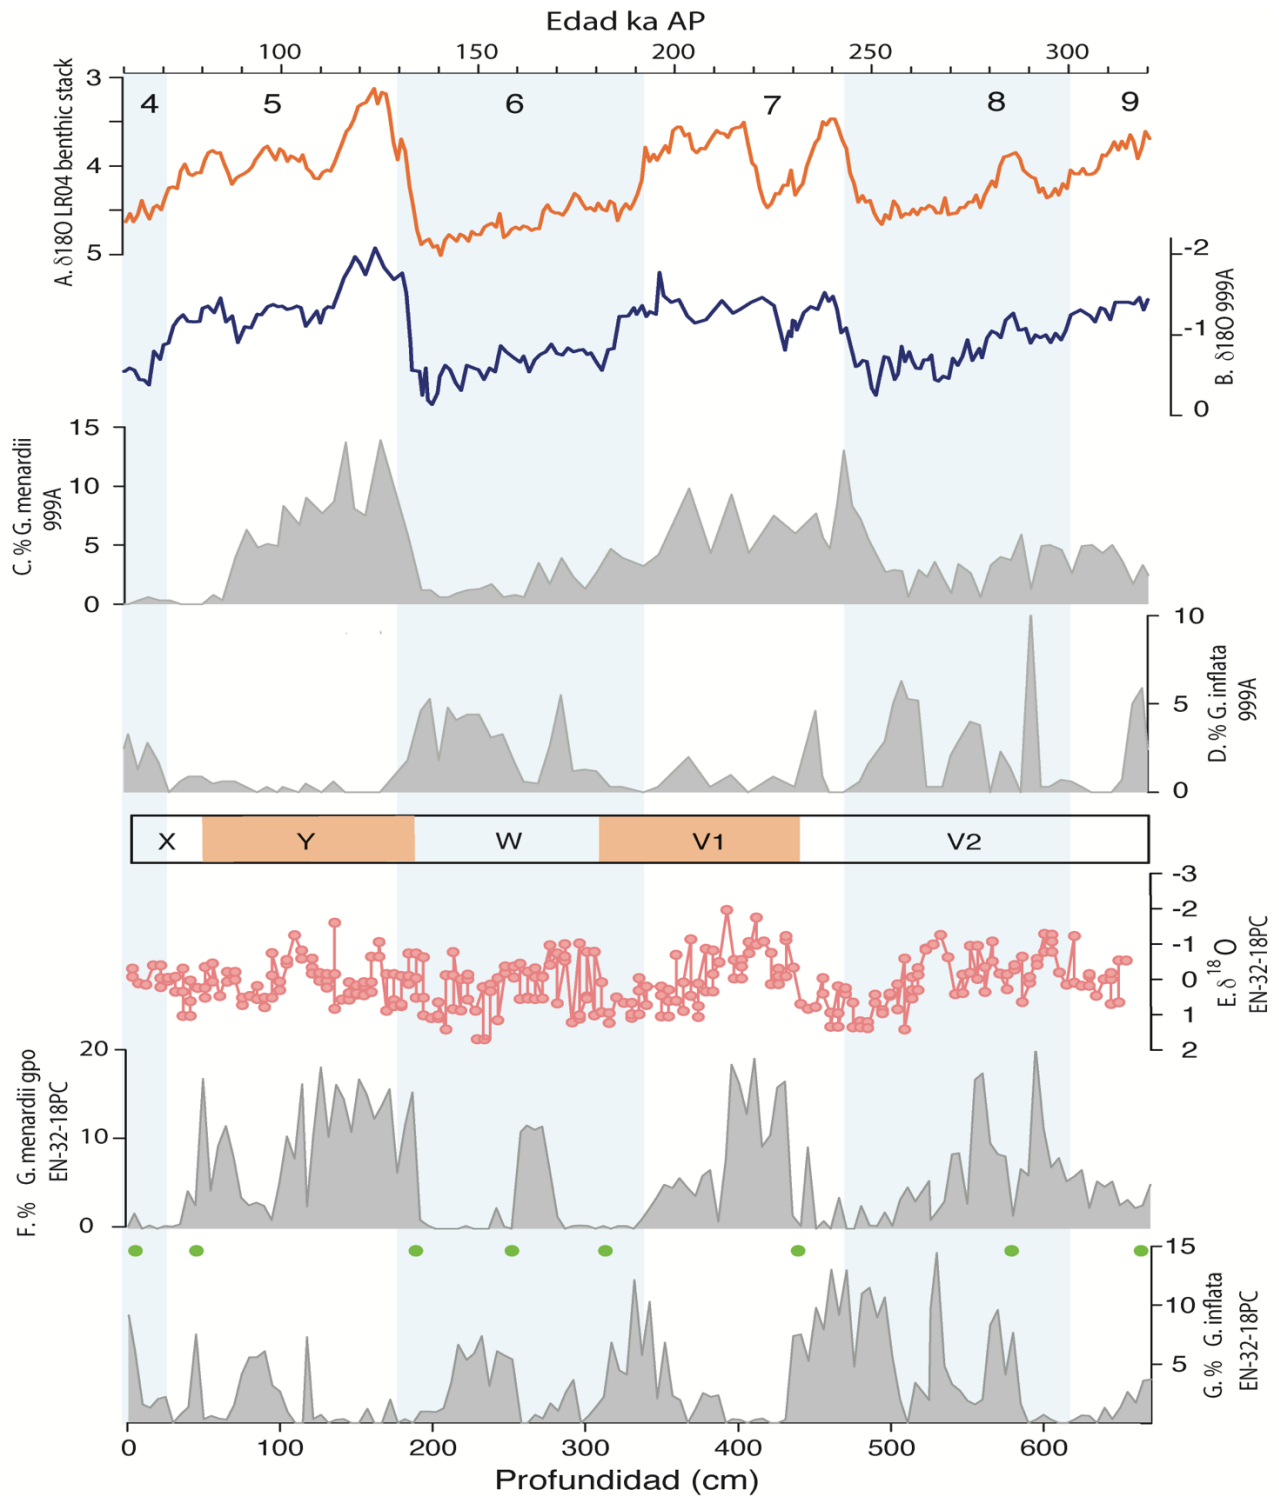 Edad ka AP
100 150 200 250 300
4 5 6 7 8 9
3
4
5
A. δ18O LR04 benthic stack
-2
-1
0
B. δ18O 999A
15
10
5
0
C. % G. menardii
999A
10
5
0
D. % G. inflata
999A
X Y W V1 V2
-3
-2
-1
0
1
2
E. δ18O
EN-32-18PC
20
10
0
F. % G. menardii gpo
EN-32-18PC
15
10
5
G. % G. inflata
EN-32-18PC
0 100 200 300 400 500 600
Profundidad (cm)